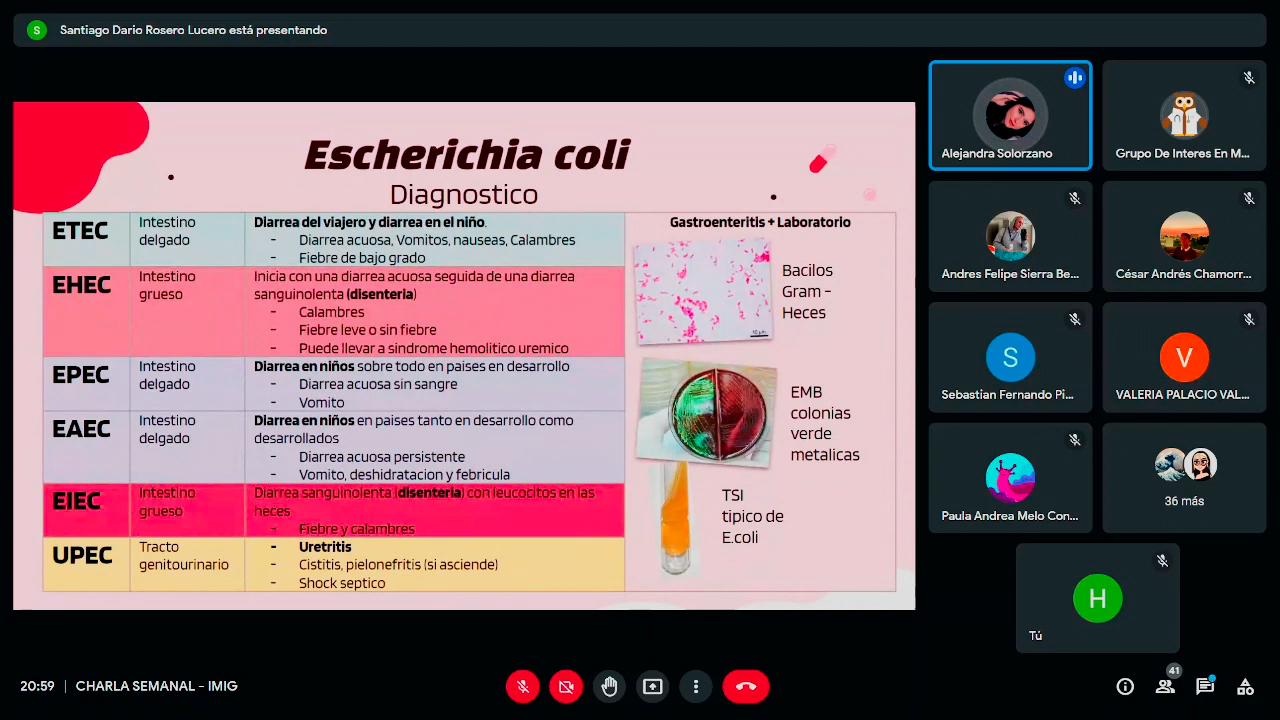 S
Santiago Dario Rosero Lucero está presentando
Escherichia coli
Diagnostico
ETEC
Intestino
delgado
Diarrea del viajero y diarrea en el niño.
- Diarrea acuosa, Vomitos, nauseas, Calambres
- Fiebre de bajo grado
EHEC
Intestino
grueso
Inicia con una diarrea acuosa seguida de una diarrea
sanguinolenta (disenteria)
- Calambres
- Fiebre leve o sin fiebre
- Puede llevar a sindrome hemolitico uremico
EPEC
Intestino
delgado
Diarrea en niños sobre todo en paises en desarrollo
- Diarrea acuosa sin sangre
- Vomito
EAEC
Intestino
delgado
Diarrea en niños en paises tanto en desarrollo como
desarrollados
- Diarrea acuosa persistente
- Vomito, deshidratacion y febricula
EIEC
Intestino
grueso
Diarrea sanguinolenta (disenteria) con leucocitos en las
heces
- Fiebre y calambres
UPEC
Tracto
genitourinario
- Uretritis
- Cistitis, pielonefritis (si asciende)
- Shock septico
Gastroenteritis + Laboratorio
Bacilos
Gram -
Heces
EMB
colonias
verde
metalicas
TSI
tipico de
E.coli
Alejandra Solorzano
Grupo De Interes En M...
Andres Felipe Sierra Be...
César Andrés Chamorr...
S
Sebastian Fernando Pi...
V
VALERIA PALACIO VAL...
Paula Andrea Melo Con...
36 más
H
Tú
20:59 | CHARLA SEMANAL - IMIG
41